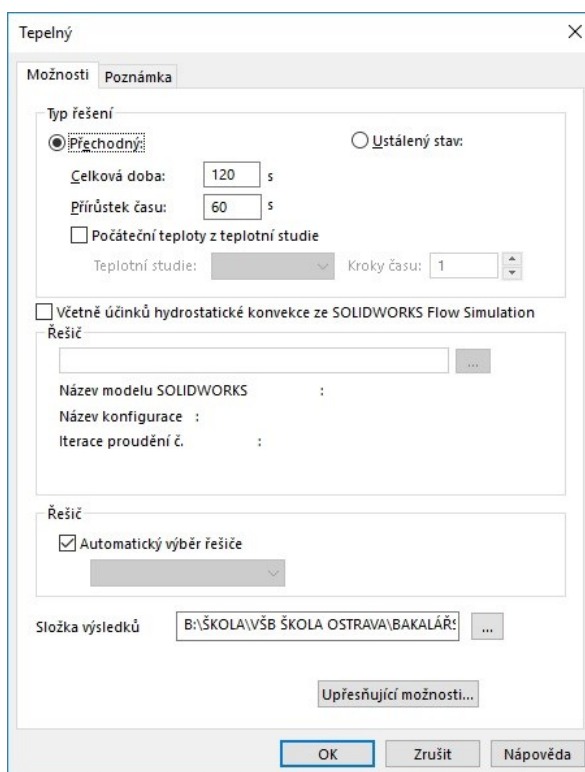 Tepelný
Možnosti Poznámka
Typ řešení
Přechodný: Ustálený stav:
Celková doba: 120 s
Přírůstek času: 60 s
Počáteční teploty z teplotní studie
Teplotní studie: Kroky času: 1
Včetně účinků hydrostatické konvekce ze SOLIDWORKS Flow Simulation
Řešič
...
Název modelu SOLIDWORKS :
Název konfigurace :
Iterace proudění č. :
Řešič
Automatický výběr řešiče
Složka výsledků B:\ŠKOLA\VŠB ŠKOLA OSTRAVA\BAKALÁŘS ...
Upřesňující možnosti...
OK Zrušit Nápověda